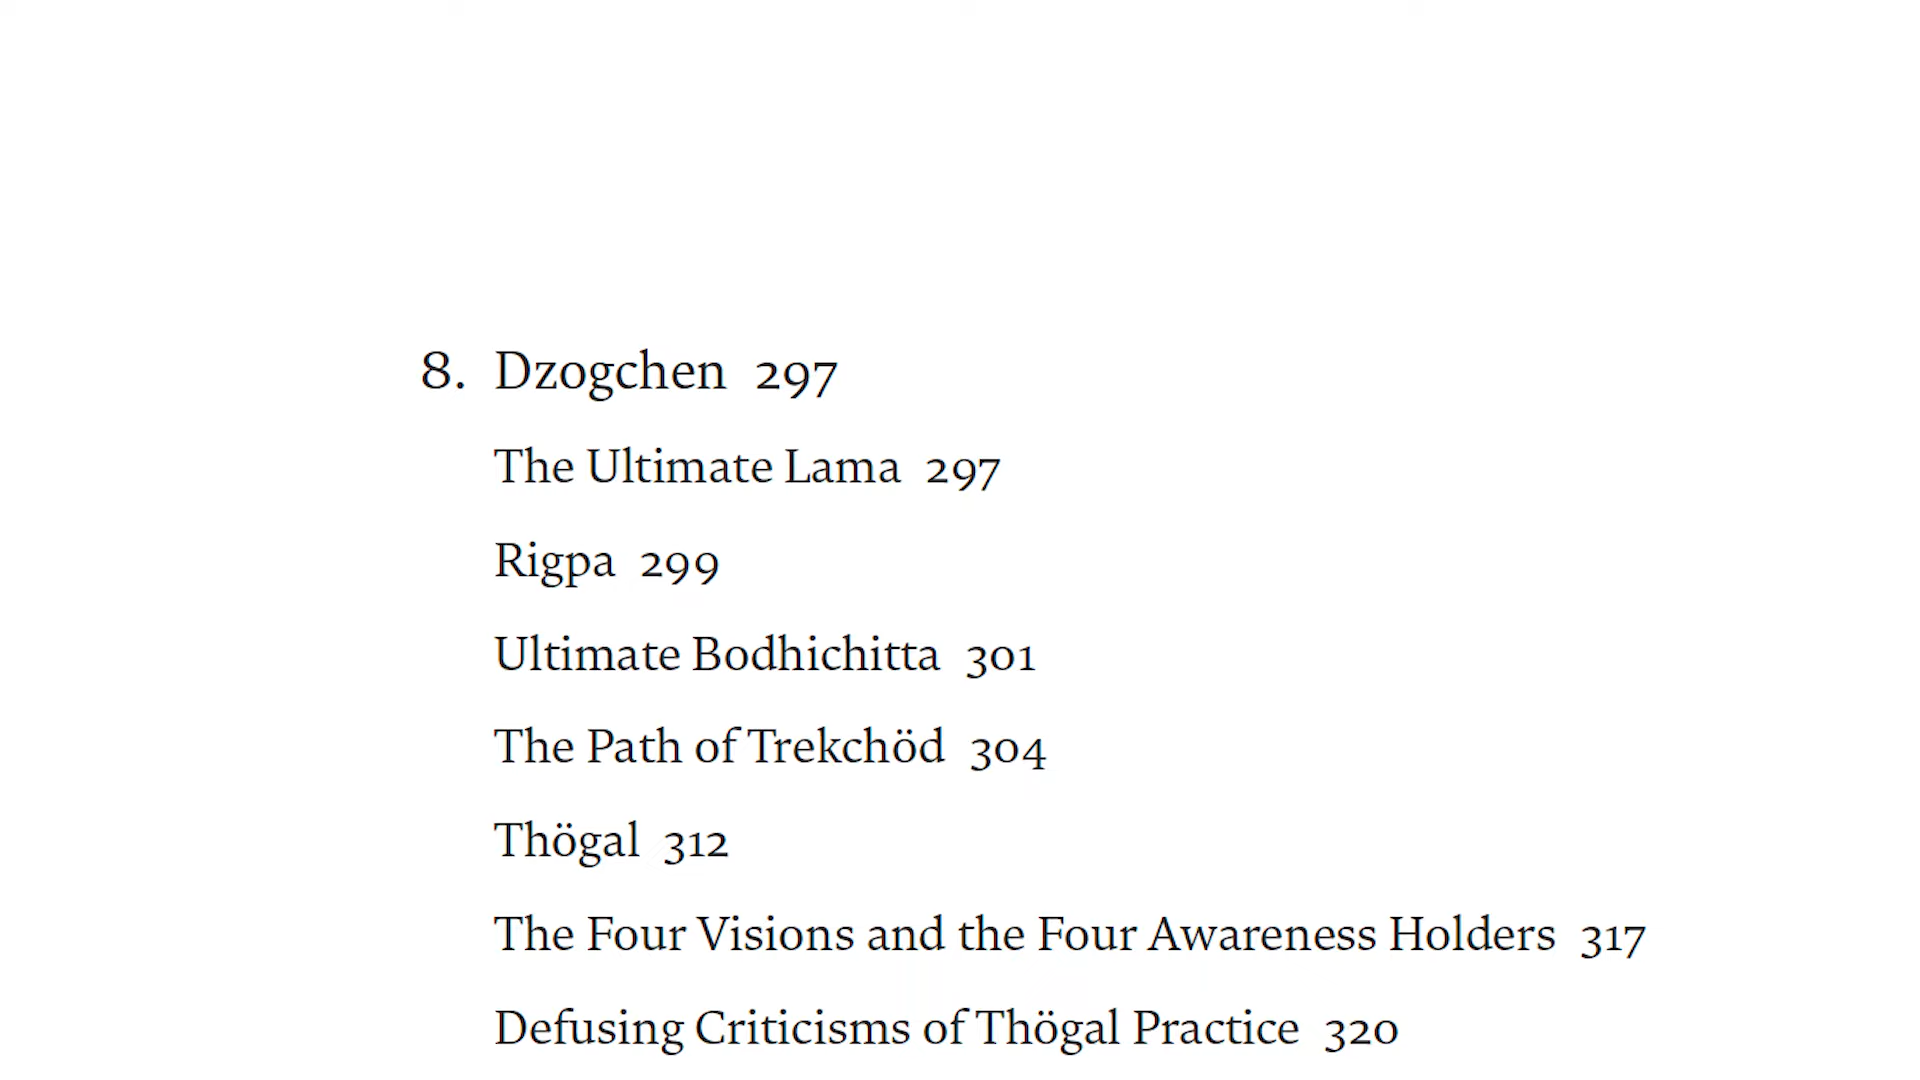 8. Dzogchen 297
The Ultimate Lama 297
Rigpa 299
Ultimate Bodhichitta 301
The Path of Trekchöd 304
Thögal 312
The Four Visions and the Four Awareness Holders 317
Defusing Criticisms of Thögal Practice 320